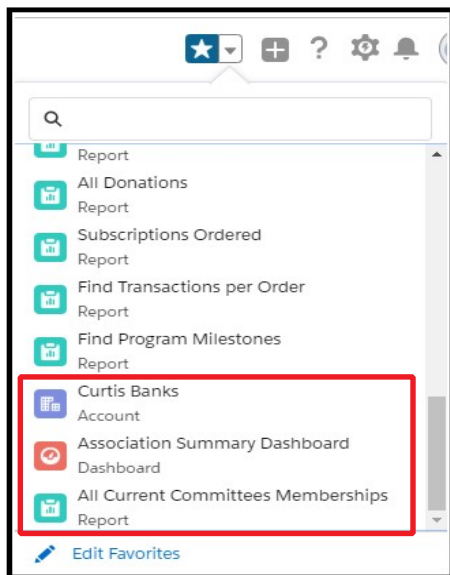 Report
All Donations
Report
Subscriptions Ordered
Report
Find Transactions per Order
Report
Find Program Milestones
Report
Curtis Banks
Account
Association Summary Dashboard
Dashboard
All Current Committees Memberships
Report
Edit Favorites